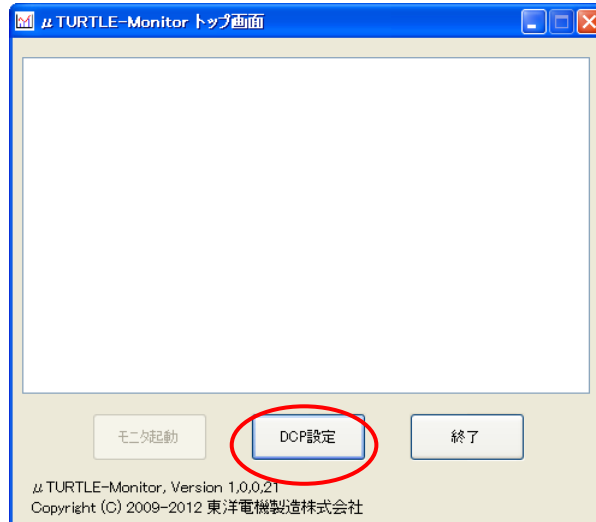 μTURTLE-Monitor トップ画面
モニタ起動
DCP設定
終了
μTURTLE-Monitor, Version 1,0,0,21
Copyright (C) 2009-2012 東洋電機製造株式会社